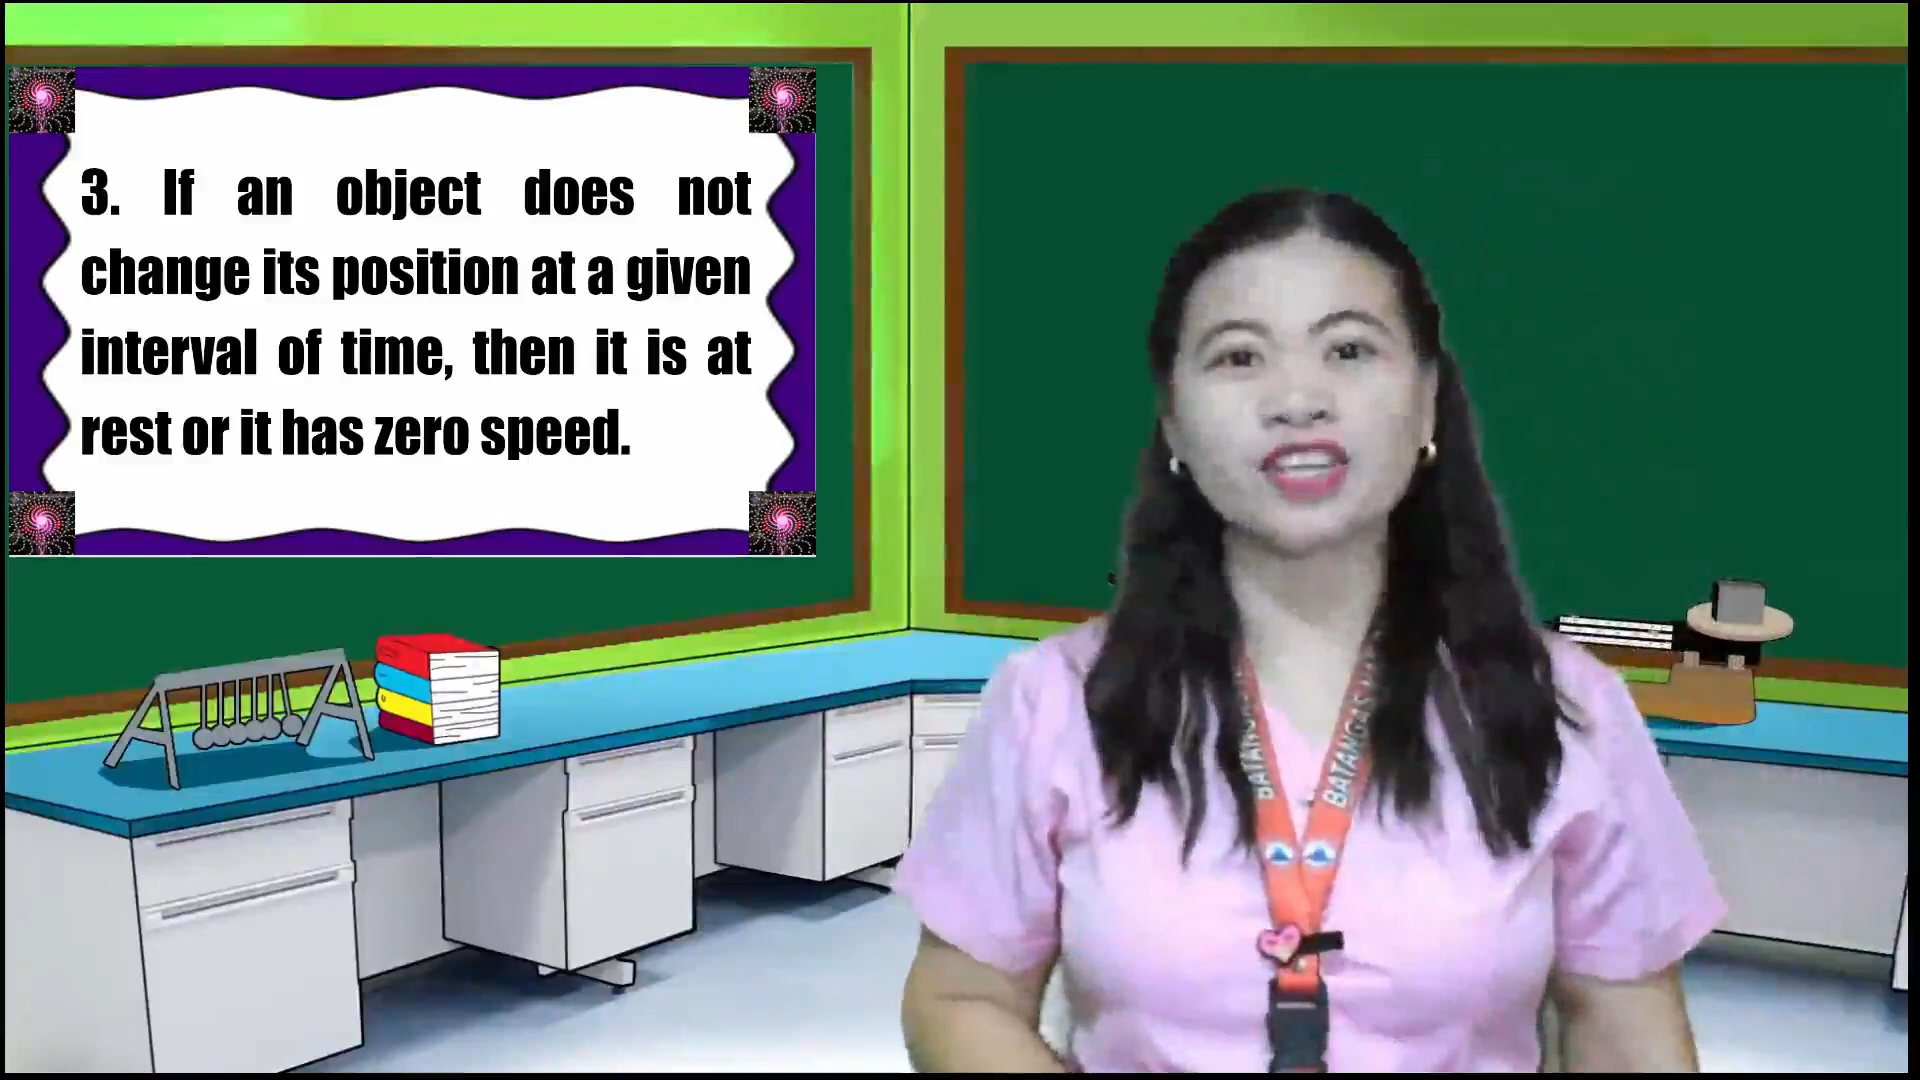 3. If an object does not
change its position at a given
interval of time, then it is at
rest or it has zero speed.
BATANGAS